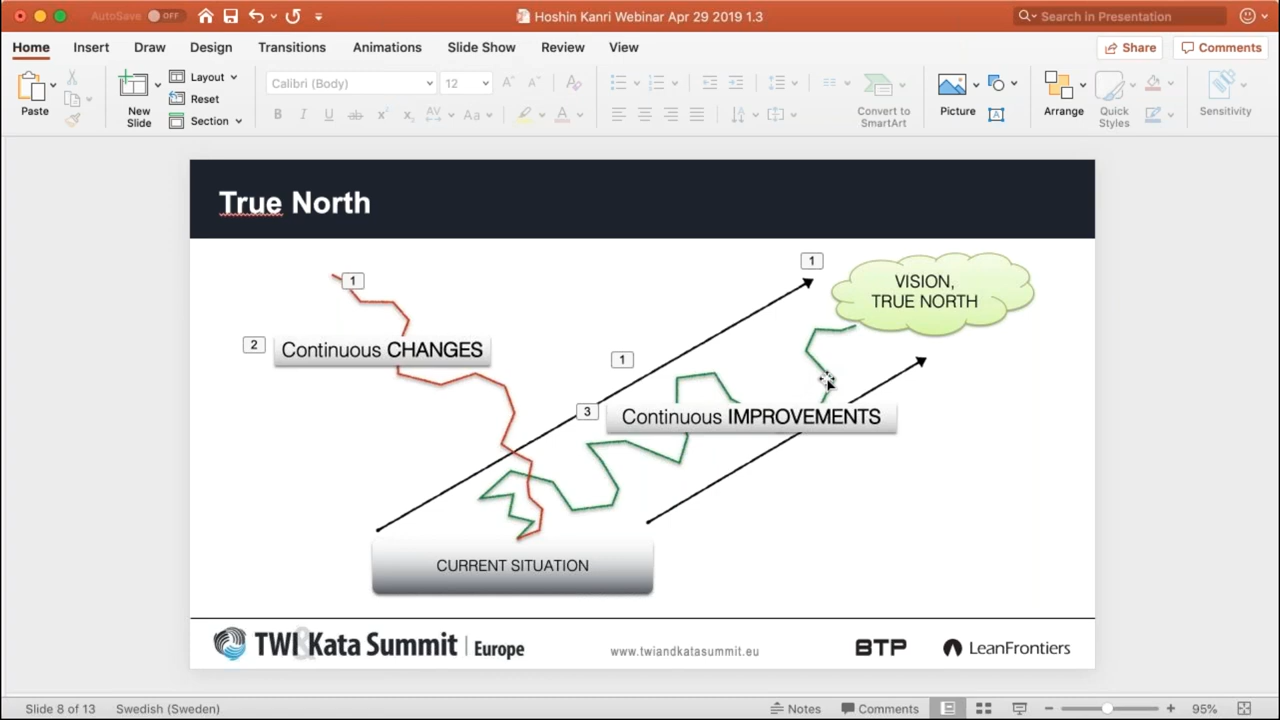 AutoSave OFF
Hoshin Kanri Webinar Apr 29 2019 1.3
Search in Presentation
Home Insert Draw Design Transitions Animations Slide Show Review View
Share Comments
Paste
New Slide
Layout
Reset
Section
Calibri (Body) 12
B I U ab x x AV Aa A
Convert to SmartArt
Picture
Arrange
Quick Styles
Sensitivity
True North
1
VISION,
TRUE NORTH
1
2 Continuous CHANGES
1
3 Continuous IMPROVEMENTS
CURRENT SITUATION
TWI&Kata Summit Europe
www.twiandkatasummit.eu
BTP
LeanFrontiers
Slide 8 of 13 Swedish (Sweden) Notes Comments 95%